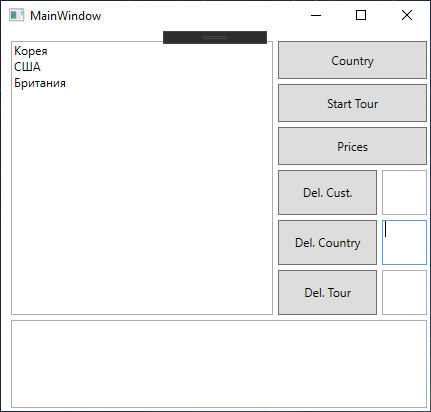 MainWindow
Корея
США
Британия
Country
Start Tour
Prices
Del. Cust.
Del. Country
Del. Tour